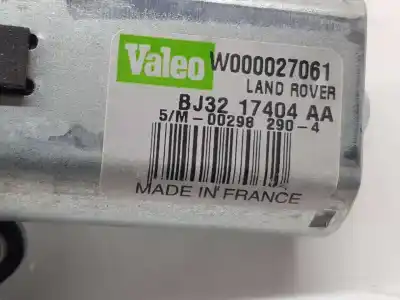 Valeo W000027061
LAND ROVER
BJ32 17404 AA
5/M-00298 290-4
MADE IN FRANCE